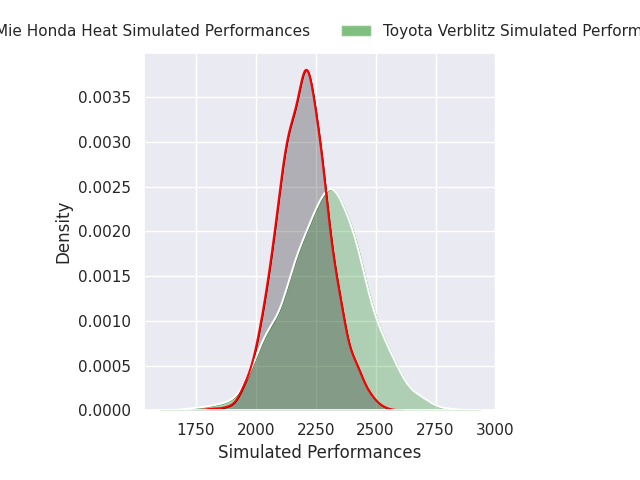 Mie Honda Heat Simulated Performances
Toyota Verblitz Simulated Perform
0.0035
0.0030
0.0025
0.0020
0.0015
0.0010
0.0005
0.0000
Density
1750 2000 2250 2500 2750 3000
Simulated Performances